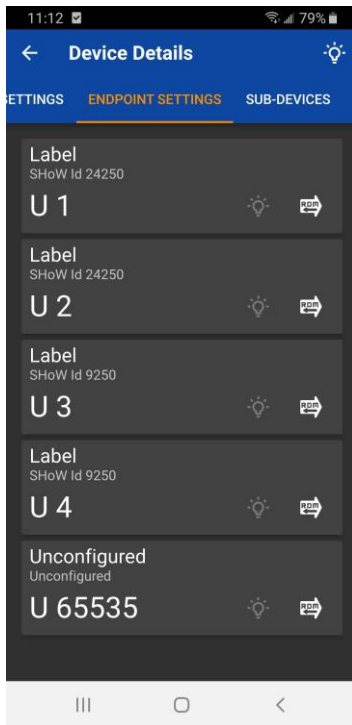 11:12 79%
Device Details
SETTINGS ENDPOINT SETTINGS SUB-DEVICES
Label
SHoW Id 24250
U 1
RDM
Label
SHoW Id 24250
U 2
RDM
Label
SHoW Id 9250
U 3
RDM
Label
SHoW Id 9250
U 4
RDM
Unconfigured
Unconfigured
U 65535
RDM